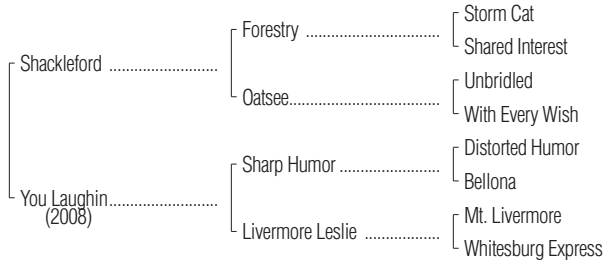 Storm Cat
Forestry ..................................
Shared Interest
Shackleford ...........................
Unbridled
Oatsee......................................
With Every Wish
Distorted Humor
Sharp Humor .........................
Bellona
You Laughin...........................
(2008)
Mt. Livermore
Livermore Leslie ...................
Whitesburg Express